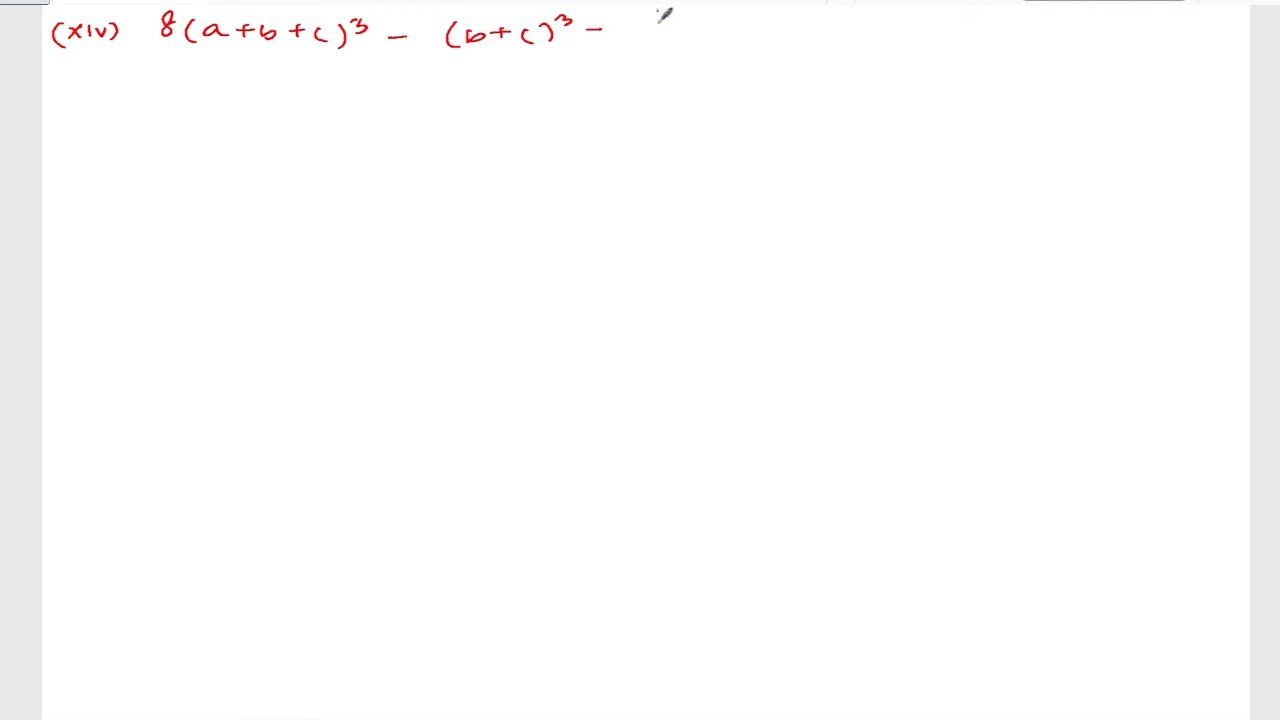 (xiv) 8(a+b+c)³ - (b+c)³ -